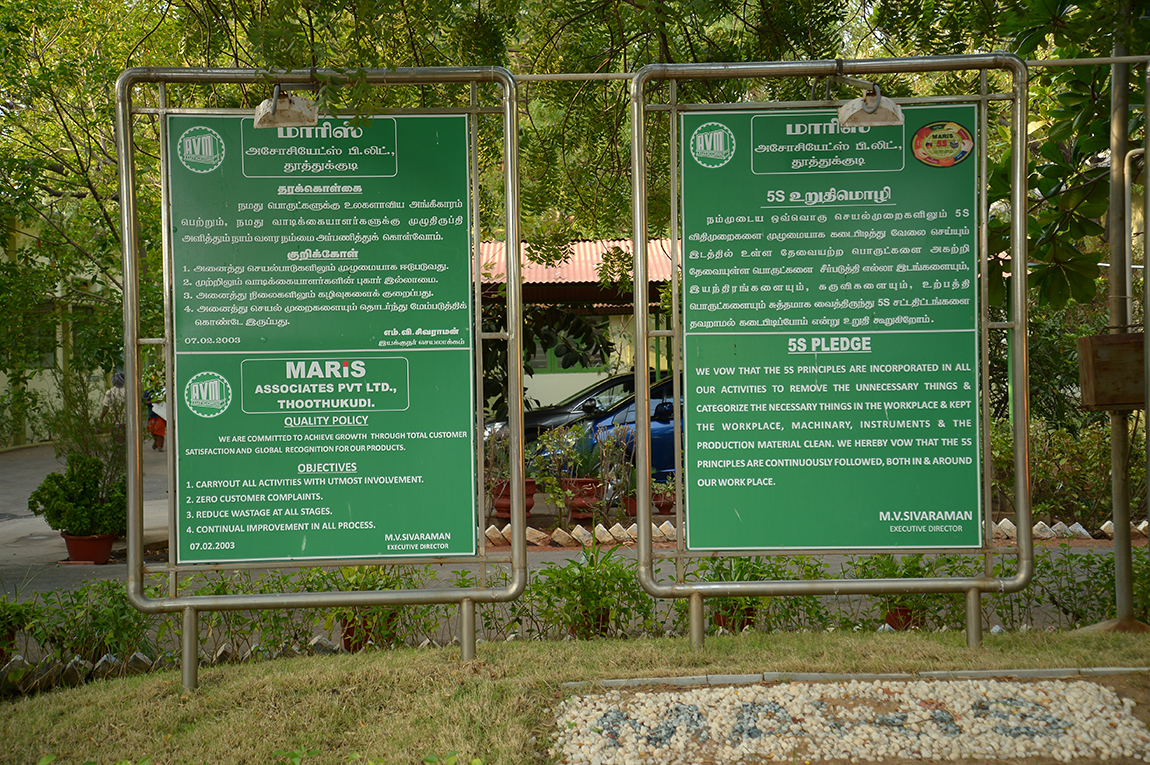 AVM
மாரிஸ்
அசோசியேட்ஸ் பி.லிட்.,
தூத்துக்குடி
தரக்கொள்கை
நமது பொருட்களுக்கு உலகளாவிய அங்கீகாரம்
பெற்றும், நமது வாடிக்கையாளர்களுக்கு முழுதிருப்தி
அளித்தும் நாம் வளர நம்மை அர்பணித்துக் கொள்வோம்.
குறிக்கோள்
1. அனைத்து செயல்பாடுகளிலும் முழுமையாக ஈடுபடுவது.
2. முற்றிலும் வாடிக்கையாளர்களின் புகார் இல்லாமை.
3. அனைத்து நிலைகளிலும் கழிவுகளைக் குறைப்பது.
4. அனைத்து செயல் முறைகளையும் தொடர்ந்து மேம்படுத்திக்
கொண்டே இருப்பது.
எம்.வி.சிவராமன்
07.02.2003
இயக்குநர் செயலாக்கம்
AVM
MARiS
ASSOCIATES PVT LTD.,
THOOTHUKUDI.
QUALITY POLICY
WE ARE COMMITTED TO ACHIEVE GROWTH THROUGH TOTAL CUSTOMER
SATISFACTION AND GLOBAL RECOGNITION FOR OUR PRODUCTS.
OBJECTIVES
1. CARRYOUT ALL ACTIVITIES WITH UTMOST INVOLVEMENT.
2. ZERO CUSTOMER COMPLAINTS.
3. REDUCE WASTAGE AT ALL STAGES.
4. CONTINUAL IMPROVEMENT IN ALL PROCESS.
07.02.2003
M.V.SIVARAMAN
EXECUTIVE DIRECTOR
AVM
மாரிஸ்
அசோசியேட்ஸ் பி.லிட்.,
தூத்துக்குடி
MARIS
5S
5S உறுதிமொழி
நம்முடைய ஒவ்வொரு செயல்முறைகளிலும் 5S
விதிமுறைகளை முழுமையாக கடைபிடித்து வேலை செய்யும்
இடத்தில் உள்ள தேவையற்ற பொருட்களை அகற்றி
தேவையுள்ள பொருட்களை சீர்படுத்தி எல்லா இடங்களையும்,
இயந்திரங்களையும், கருவிகளையும், உற்பத்தி
பொருட்களையும் சுத்தமாக வைத்திருந்து 5S சட்டதிட்டங்களை
தவறாமல் கடைபிடிப்போம் என்று உறுதி கூறுகிறோம்.
5S PLEDGE
WE VOW THAT THE 5S PRINCIPLES ARE INCORPORATED IN ALL
OUR ACTIVITIES TO REMOVE THE UNNECESSARY THINGS &
CATEGORIZE THE NECESSARY THINGS IN THE WORKPLACE & KEPT
THE WORKPLACE, MACHINARY, INSTRUMENTS & THE
PRODUCTION MATERIAL CLEAN. WE HEREBY VOW THAT THE 5S
PRINCIPLES ARE CONTINUOUSLY FOLLOWED, BOTH IN & AROUND
OUR WORK PLACE.
M.V.SIVARAMAN
EXECUTIVE DIRECTOR